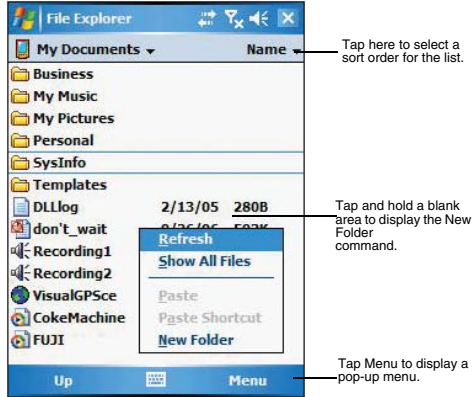 File Explorer
My Documents
Name
Tap here to select a
sort order for the list.
Business
My Music
My Pictures
Personal
SysInfo
Templates
DLLlog 2/13/05 280B
Tap and hold a blank
area to display the New
Folder
command.
don't_wait
Refresh
Recording1
Show All Files
Recording2
VisualGPSce
Paste
CokeMachine
Paste Shortcut
FUJI
New Folder
Tap Menu to display a
pop-up menu.
Up
Menu